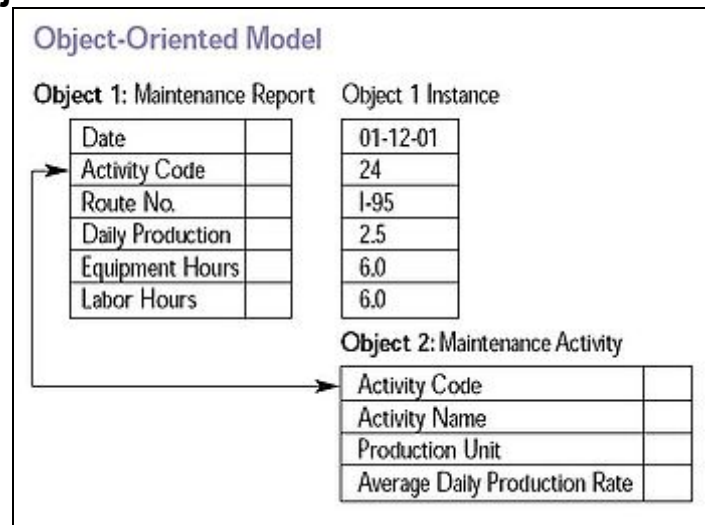 Object-Oriented Model
Object 1: Maintenance Report
Date
Activity Code
Route No.
Daily Production
Equipment Hours
Labor Hours
Object 1 Instance
01-12-01
24
I-95
2.5
6.0
6.0
Object 2: Maintenance Activity
Activity Code
Activity Name
Production Unit
Average Daily Production Rate